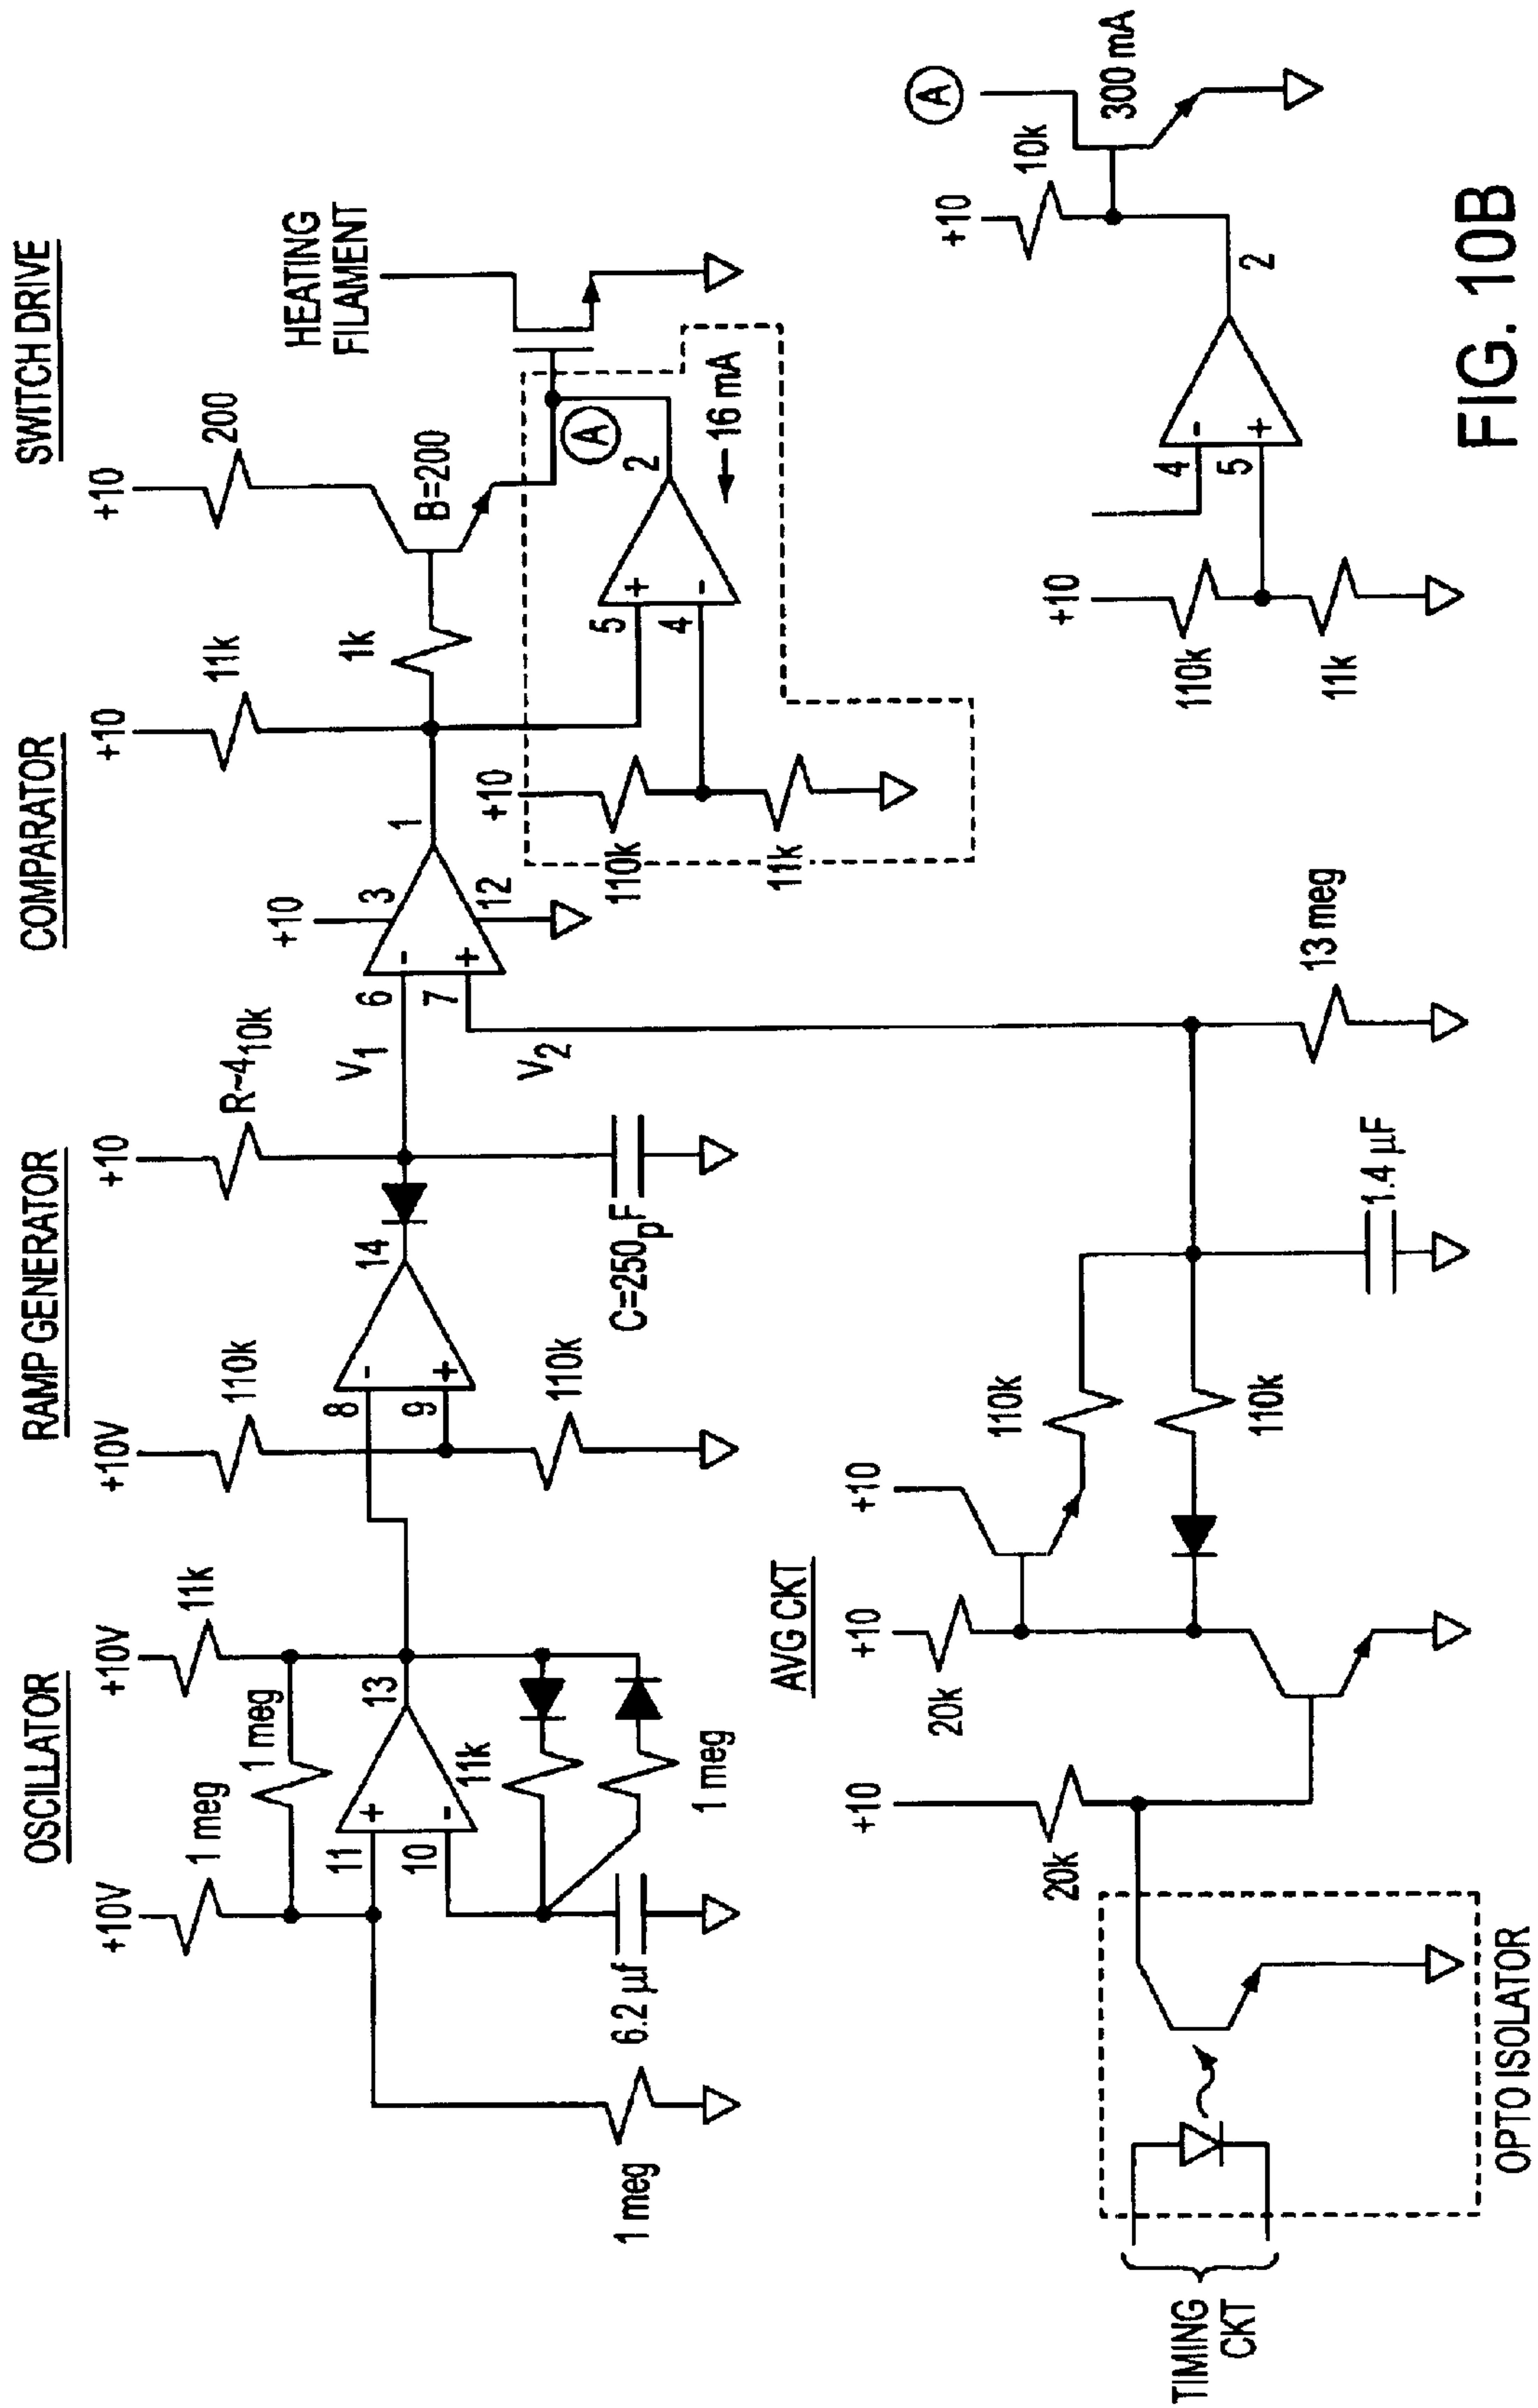 OSCILLATOR
+10V
1 meg
1 meg
+10V
11k
11
10
+
-
13
11k
1 meg
6.2 µf
1 meg
RAMP GENERATOR
+10V
110k
8
9
-
+
14
110k
+10
R~410k
C=250pF
V1
V2
COMPARATOR
6
7
-
+
+10
3
12
1
+10
11k
1k
+10
110k
11k
5
4
+
-
2
16 mA
A
SWITCH DRIVE
+10
200
B=200
HEATING
FILAMENT
TIMING
CKT
OPTO ISOLATOR
+10
20k
AVG CKT
+10
20k
+10
110k
110k
1.4 µF
13 meg
+10
110k
11k
4
5
-
+
2
+10
10k
A
300 mA
FIG. 10B